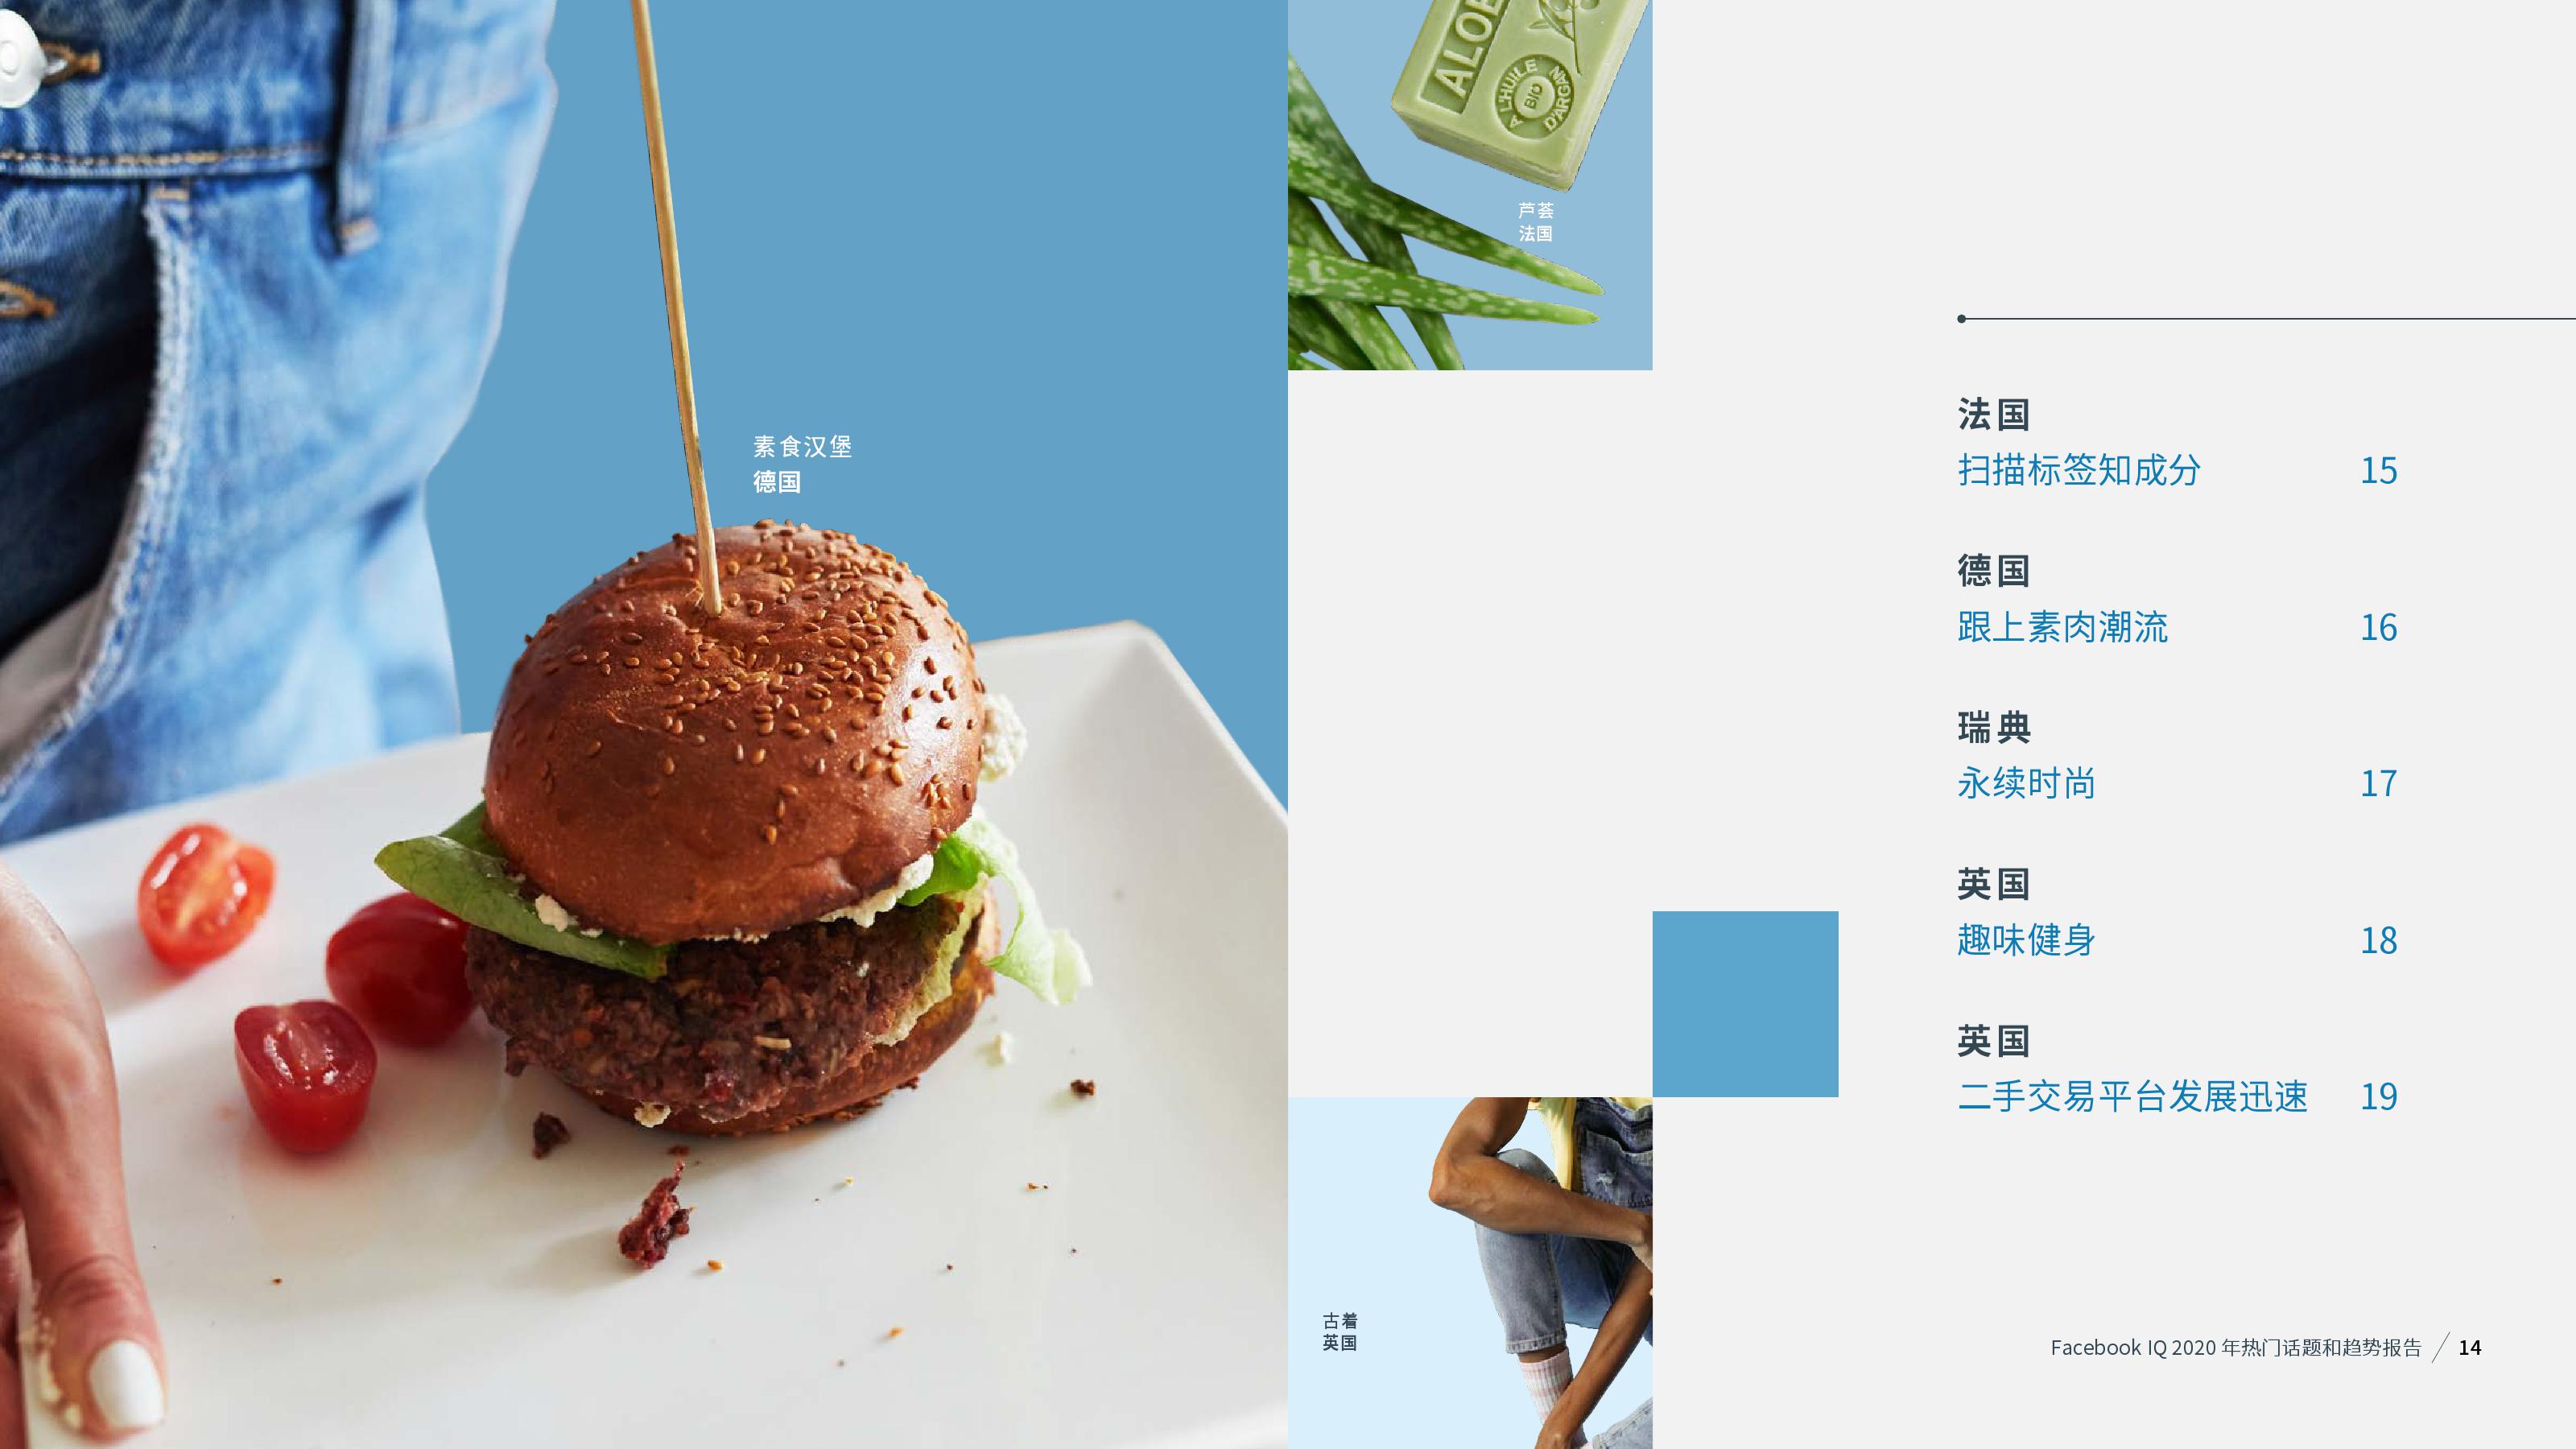 素食汉堡
德国
ALOE
A L'HUILE D'ARGAN
BIO
芦荟
法国
法国
扫描标签知成分 15
德国
跟上素肉潮流 16
瑞典
永续时尚 17
英国
趣味健身 18
英国
二手交易平台发展迅速 19
古着
英国
Facebook IQ 2020 年热门话题和趋势报告 / 14